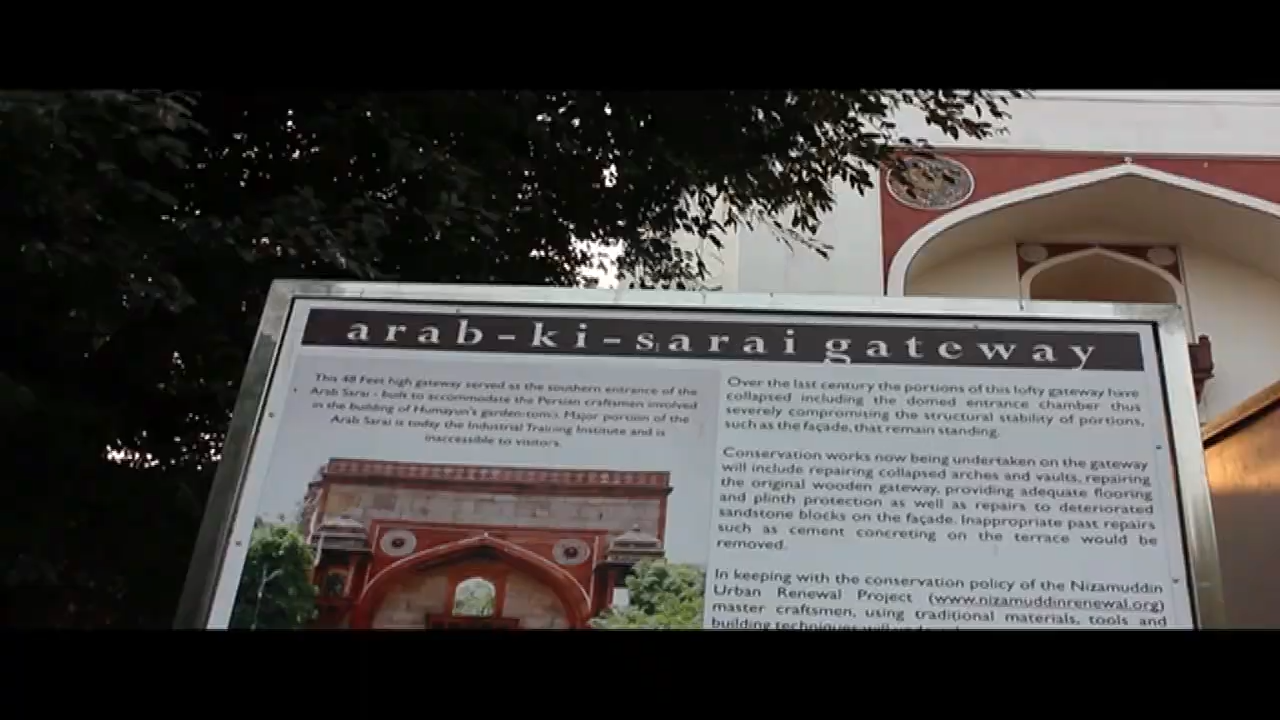 arab-ki-sarai gateway
This 48 Feet high gateway served as the southern entrance of the
Arab Sarai - built to accommodate the Persian craftsmen involved
in the building of Humayun's garden-tomb. Major portion of the
Arab Sarai is today the Industrial Training Institute and is
inaccessible to visitors.
Over the last century the portions of this lofty gateway have
collapsed including the domed entrance chamber thus
severely compromising the structural stability of portions,
such as the façade, that remain standing.
Conservation works now being undertaken on the gateway
will include repairing collapsed arches and vaults, repairing
the original wooden gateway, providing adequate flooring
and plinth protection as well as repairs to deteriorated
sandstone blocks on the façade. Inappropriate past repairs
such as cement concreting on the terrace would be
removed.
In keeping with the conservation policy of the Nizamuddin
Urban Renewal Project (www.nizamuddinrenewal.org)
master craftsmen, using traditional materials, tools and
building techniques will